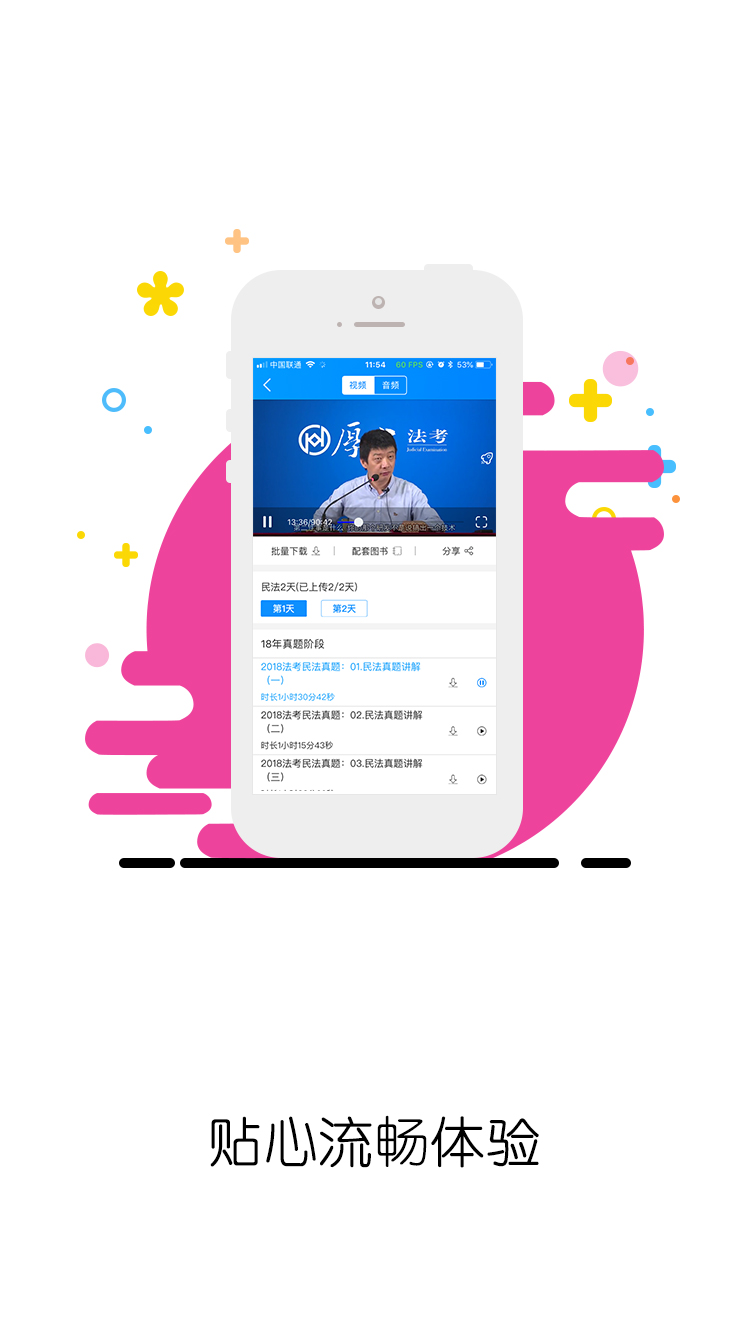 中国联通 11:54 60 FPS 53%
视频 音频
厚 法考
Judicial Examination
13:36/90:42
批量下载 配套图书 分享
民法2天(已上传2/2天)
第1天 第2天
18年真题阶段
2018法考民法真题：01.民法真题讲解
（一）
时长1小时30分42秒
2018法考民法真题：02.民法真题讲解
（二）
时长1小时15分43秒
2018法考民法真题：03.民法真题讲解
（三）
贴心流畅体验